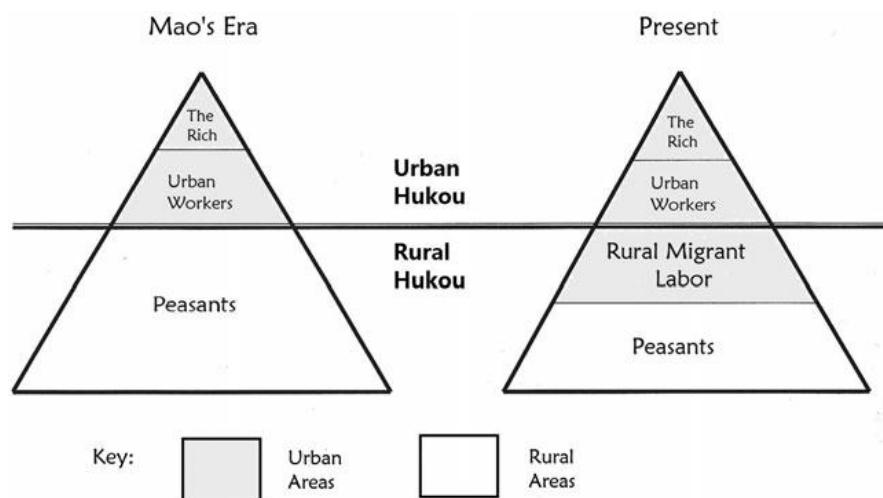 Mao's Era
Present
The
Rich
Urban
Workers
Urban
Hukou
The
Rich
Urban
Workers
Rural
Hukou
Peasants
Rural Migrant
Labor
Peasants
Key:
Urban
Areas
Rural
Areas